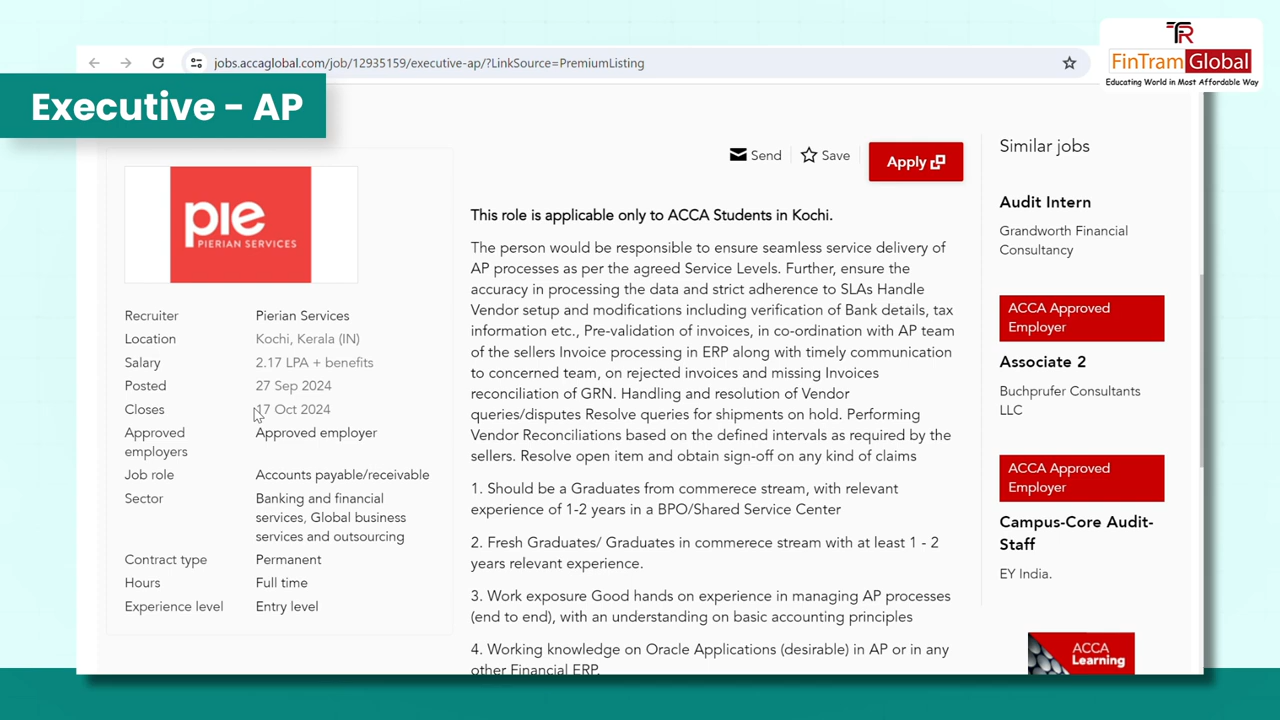 FinTram Global
Educating World in Most Affordable Way
jobs.accaglobal.com/job/12935159/executive-ap/?LinkSource=PremiumListing
Executive - AP
pie
PIERIAN SERVICES
Recruiter Pierian Services
Location Kochi, Kerala (IN)
Salary 2.17 LPA + benefits
Posted 27 Sep 2024
Closes 17 Oct 2024
Approved employers Approved employer
Job role Accounts payable/receivable
Sector Banking and financial
services, Global business
services and outsourcing
Contract type Permanent
Hours Full time
Experience level Entry level
Send Save Apply
This role is applicable only to ACCA Students in Kochi.
The person would be responsible to ensure seamless service delivery of
AP processes as per the agreed Service Levels. Further, ensure the
accuracy in processing the data and strict adherence to SLAs Handle
Vendor setup and modifications including verification of Bank details, tax
information etc., Pre-validation of invoices, in co-ordination with AP team
of the sellers Invoice processing in ERP along with timely communication
to concerned team, on rejected invoices and missing Invoices
reconciliation of GRN. Handling and resolution of Vendor
queries/disputes Resolve queries for shipments on hold. Performing
Vendor Reconciliations based on the defined intervals as required by the
sellers. Resolve open item and obtain sign-off on any kind of claims
1. Should be a Graduates from commerece stream, with relevant
experience of 1-2 years in a BPO/Shared Service Center
2. Fresh Graduates/ Graduates in commerece stream with at least 1 - 2
years relevant experience.
3. Work exposure Good hands on experience in managing AP processes
(end to end), with an understanding on basic accounting principles
4. Working knowledge on Oracle Applications (desirable) in AP or in any
other Financial ERP.
Similar jobs
Audit Intern
Grandworth Financial
Consultancy
ACCA Approved
Employer
Associate 2
Buchprufer Consultants
LLC
ACCA Approved
Employer
Campus-Core Audit-
Staff
EY India.
ACCA
Learning